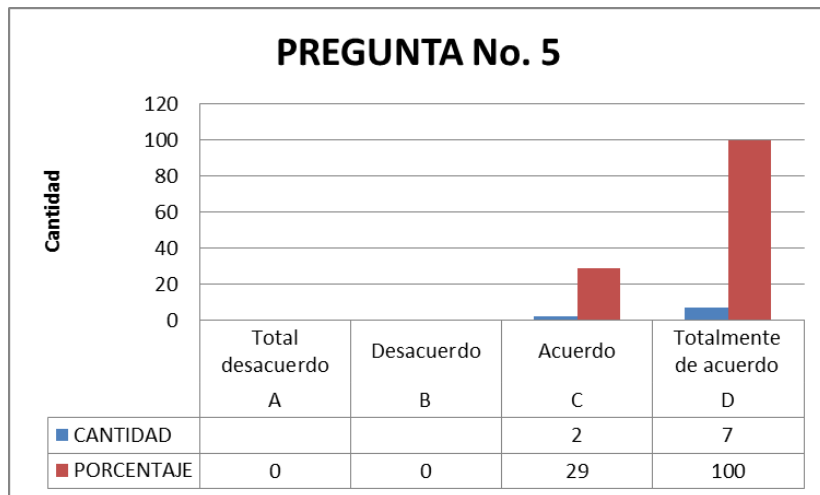 PREGUNTA No. 5
Cantidad
120
100
80
60
40
20
0
Total desacuerdo Desacuerdo Acuerdo Totalmente de acuerdo
A B C D
CANTIDAD 2 7
PORCENTAJE 0 0 29 100